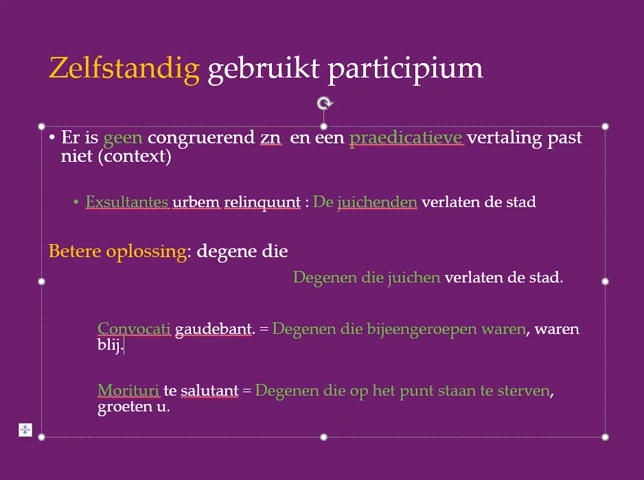 Zelfstandig gebruikt participium
• Er is geen congruerend zn en een praedicatieve vertaling past
niet (context)
• Exsultantes urbem relinquunt : De juichenden verlaten de stad
Betere oplossing: degene die
Degenen die juichen verlaten de stad.
Convocati gaudebant. = Degenen die bijeengeroepen waren, waren
blij.
Morituri te salutant = Degenen die op het punt staan te sterven,
groeten u.